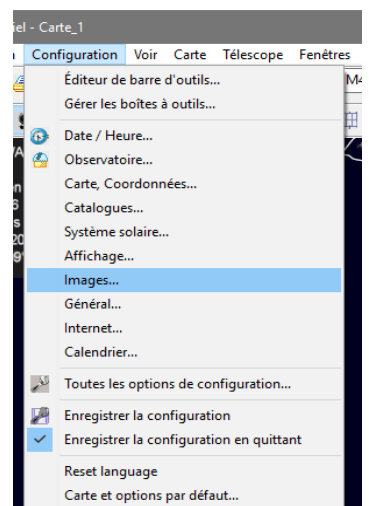 iel - Carte_1
Configuration Voir Carte Télescope Fenêtres
Éditeur de barre d'outils...
M4
Gérer les boîtes à outils...
Date / Heure...
Observatoire...
Carte, Coordonnées...
Catalogues...
Système solaire...
Affichage...
Images...
Général...
Internet...
Calendrier...
Toutes les options de configuration...
Enregistrer la configuration
Enregistrer la configuration en quittant
Reset language
Carte et options par défaut...